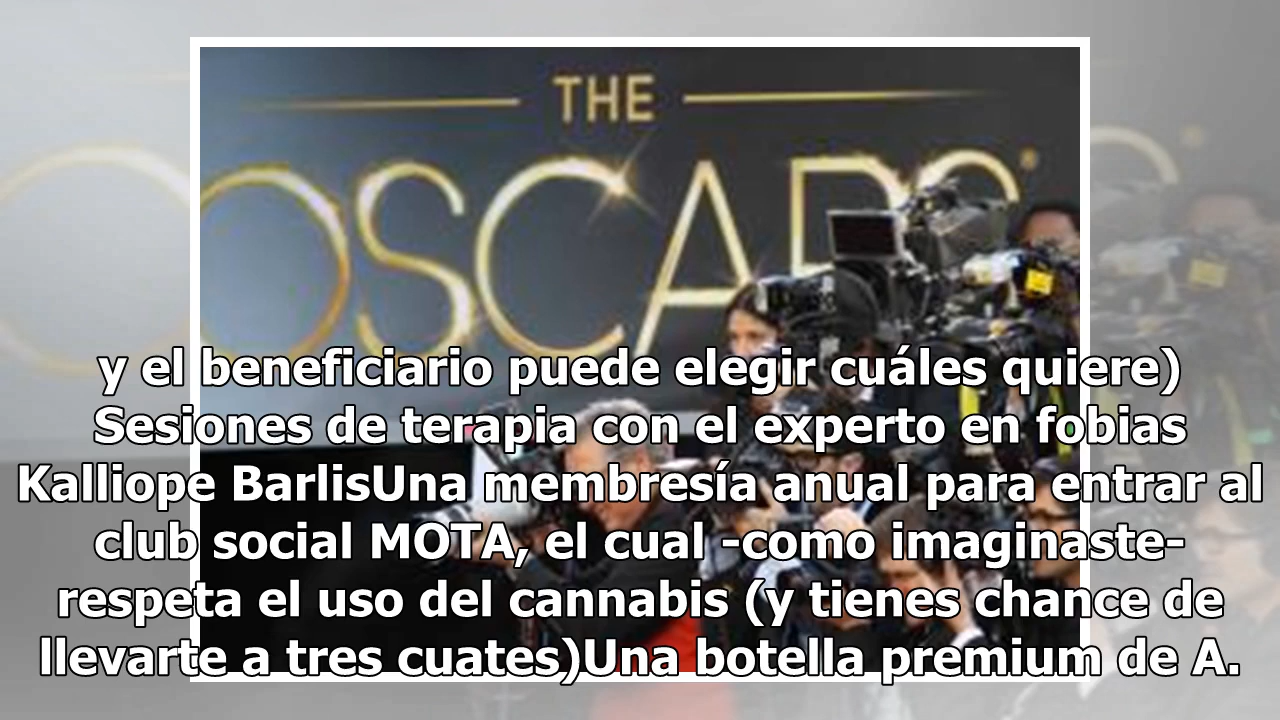 THE
OSCARS
y el beneficiario puede elegir cuáles quiere)
Sesiones de terapia con el experto en fobias
Kalliope BarlisUna membresía anual para entrar al
club social MOTA, el cual -como imaginaste-
respeta el uso del cannabis (y tienes chance de
llevarte a tres cuates)Una botella premium de A.